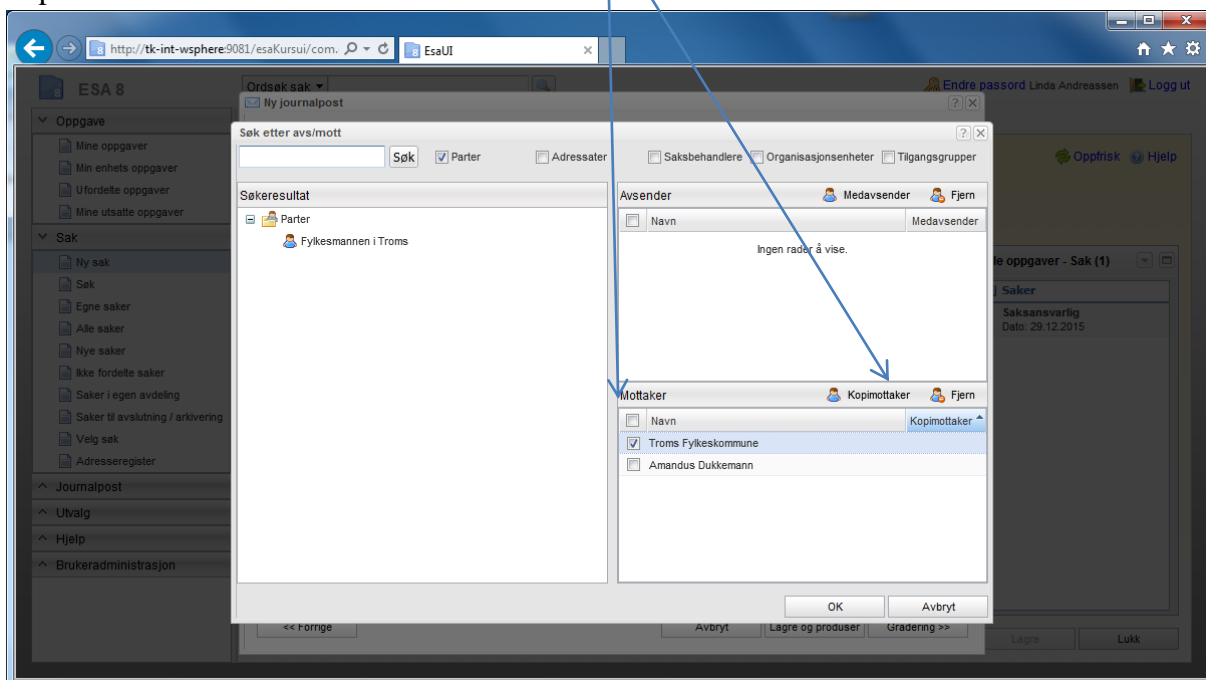 http://tk-int-wsphere:9081/esaKursui/com.
EsaUI
ESA 8
Ordsøk sak
Endre passord Linda Andreassen Logg ut
Oppgave
Mine oppgaver
Min enhets oppgaver
Ufordelte oppgaver
Mine utsatte oppgaver
Sak
Ny sak
Søk
Egne saker
Alle saker
Nye saker
Ikke fordelte saker
Saker i egen avdeling
Saker til avslutning / arkivering
Velg søk
Adresseregister
Journalpost
Utvalg
Hjelp
Brukeradministrasjon
Ny journalpost
Søk etter avs/mott
Søk Parter Adressater Saksbehandlere Organisasjonsenheter Tilgangsgrupper
Søkeresultat
Parter
Fylkesmannen i Troms
Avsender Medavsender Fjern
Navn Medavsender
Ingen rader å vise.
Mottaker Kopimottaker Fjern
Navn Kopimottaker
Troms Fylkeskommune
Amandus Dukkemann
OK Avbryt
<< Forrige Avbryt Lagre og produser Gradering >>
Oppfrisk Hjelp
le oppgaver - Sak (1)
Saker
Saksansvarlig
Dato: 29.12.2015
Lagre Lukk